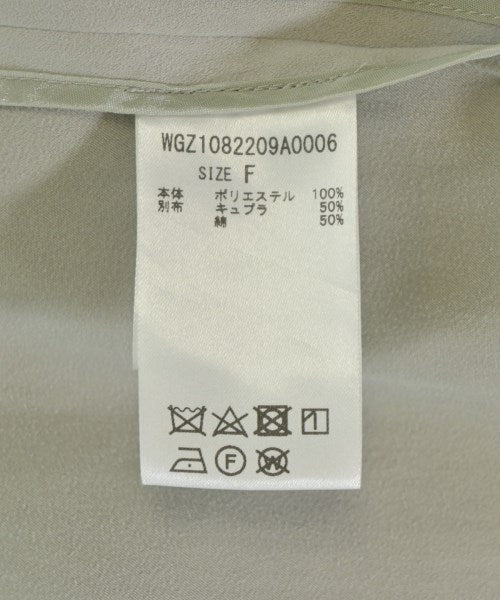 WGZ1082209A0006
SIZE F
本体 ポリエステル 100%
別布 キュプラ 50%
綿 50%
F
W